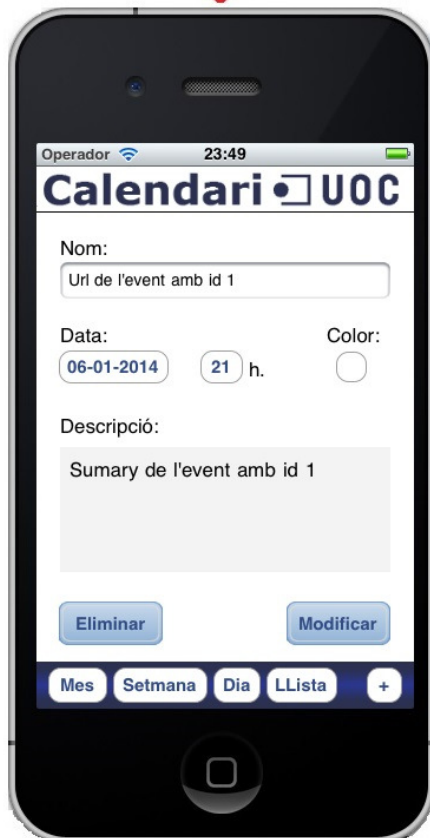 Operador 23:49
Calendari UOC
Nom:
Url de l'event amb id 1
Data: Color:
06-01-2014 21 h.
Descripció:
Sumary de l'event amb id 1
Eliminar Modificar
Mes Setmana Dia LLista +